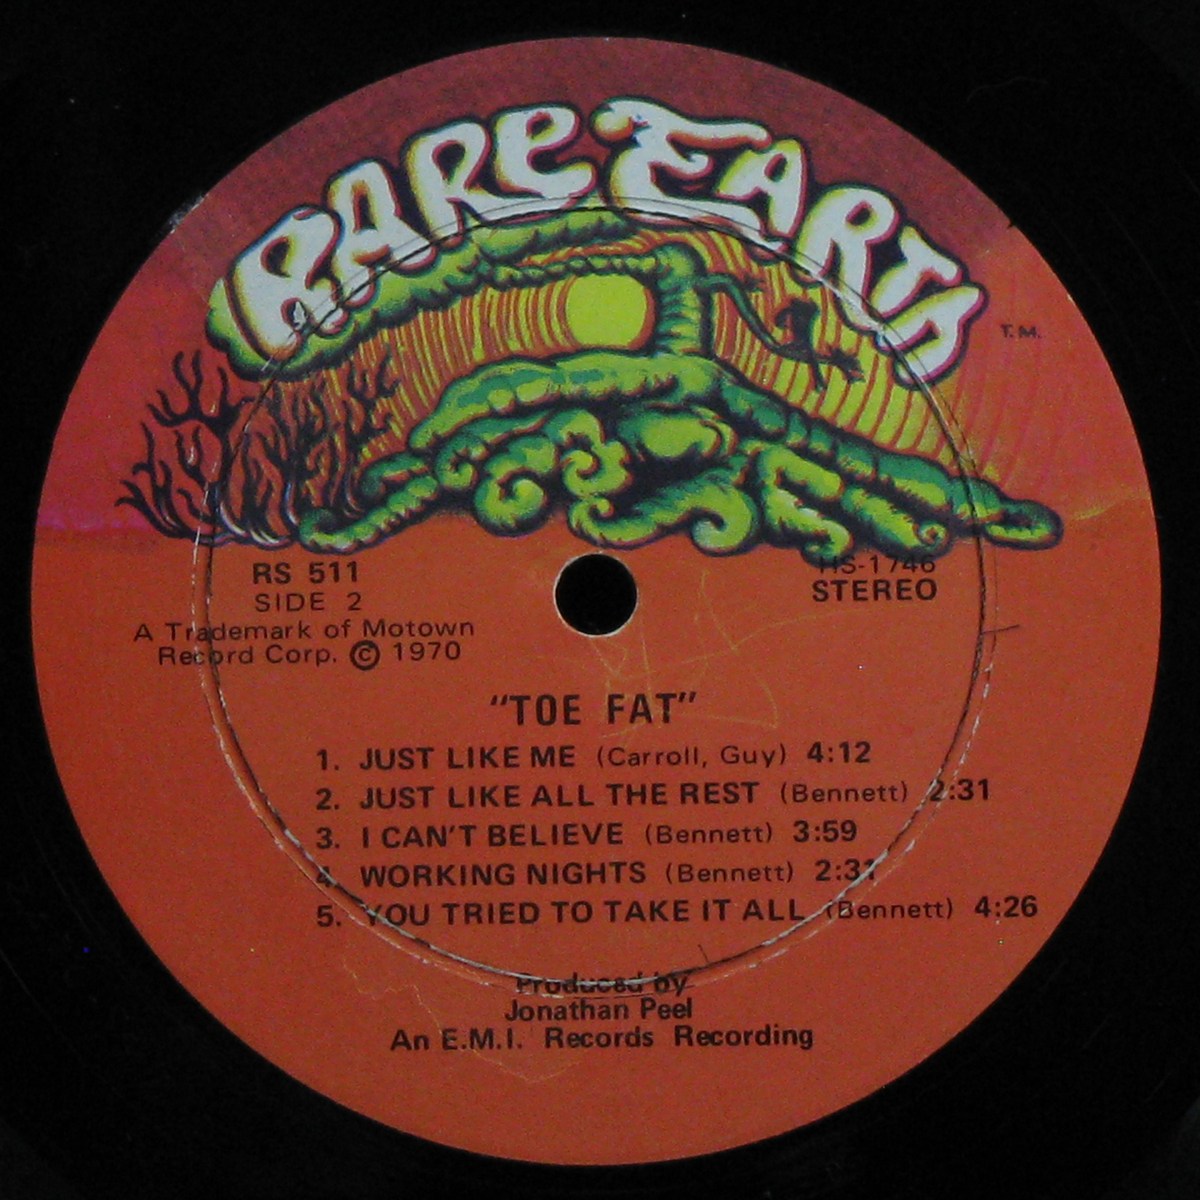 RARE EARTH
T.M.
RS 511
SIDE 2
A Trademark of Motown
Record Corp. © 1970
HS-1746
STEREO
"TOE FAT"
1. JUST LIKE ME (Carroll, Guy) 4:12
2. JUST LIKE ALL THE REST (Bennett) 2:31
3. I CAN'T BELIEVE (Bennett) 3:59
4. WORKING NIGHTS (Bennett) 2:31
5. YOU TRIED TO TAKE IT ALL (Bennett) 4:26
Produced by
Jonathan Peel
An E.M.I. Records Recording